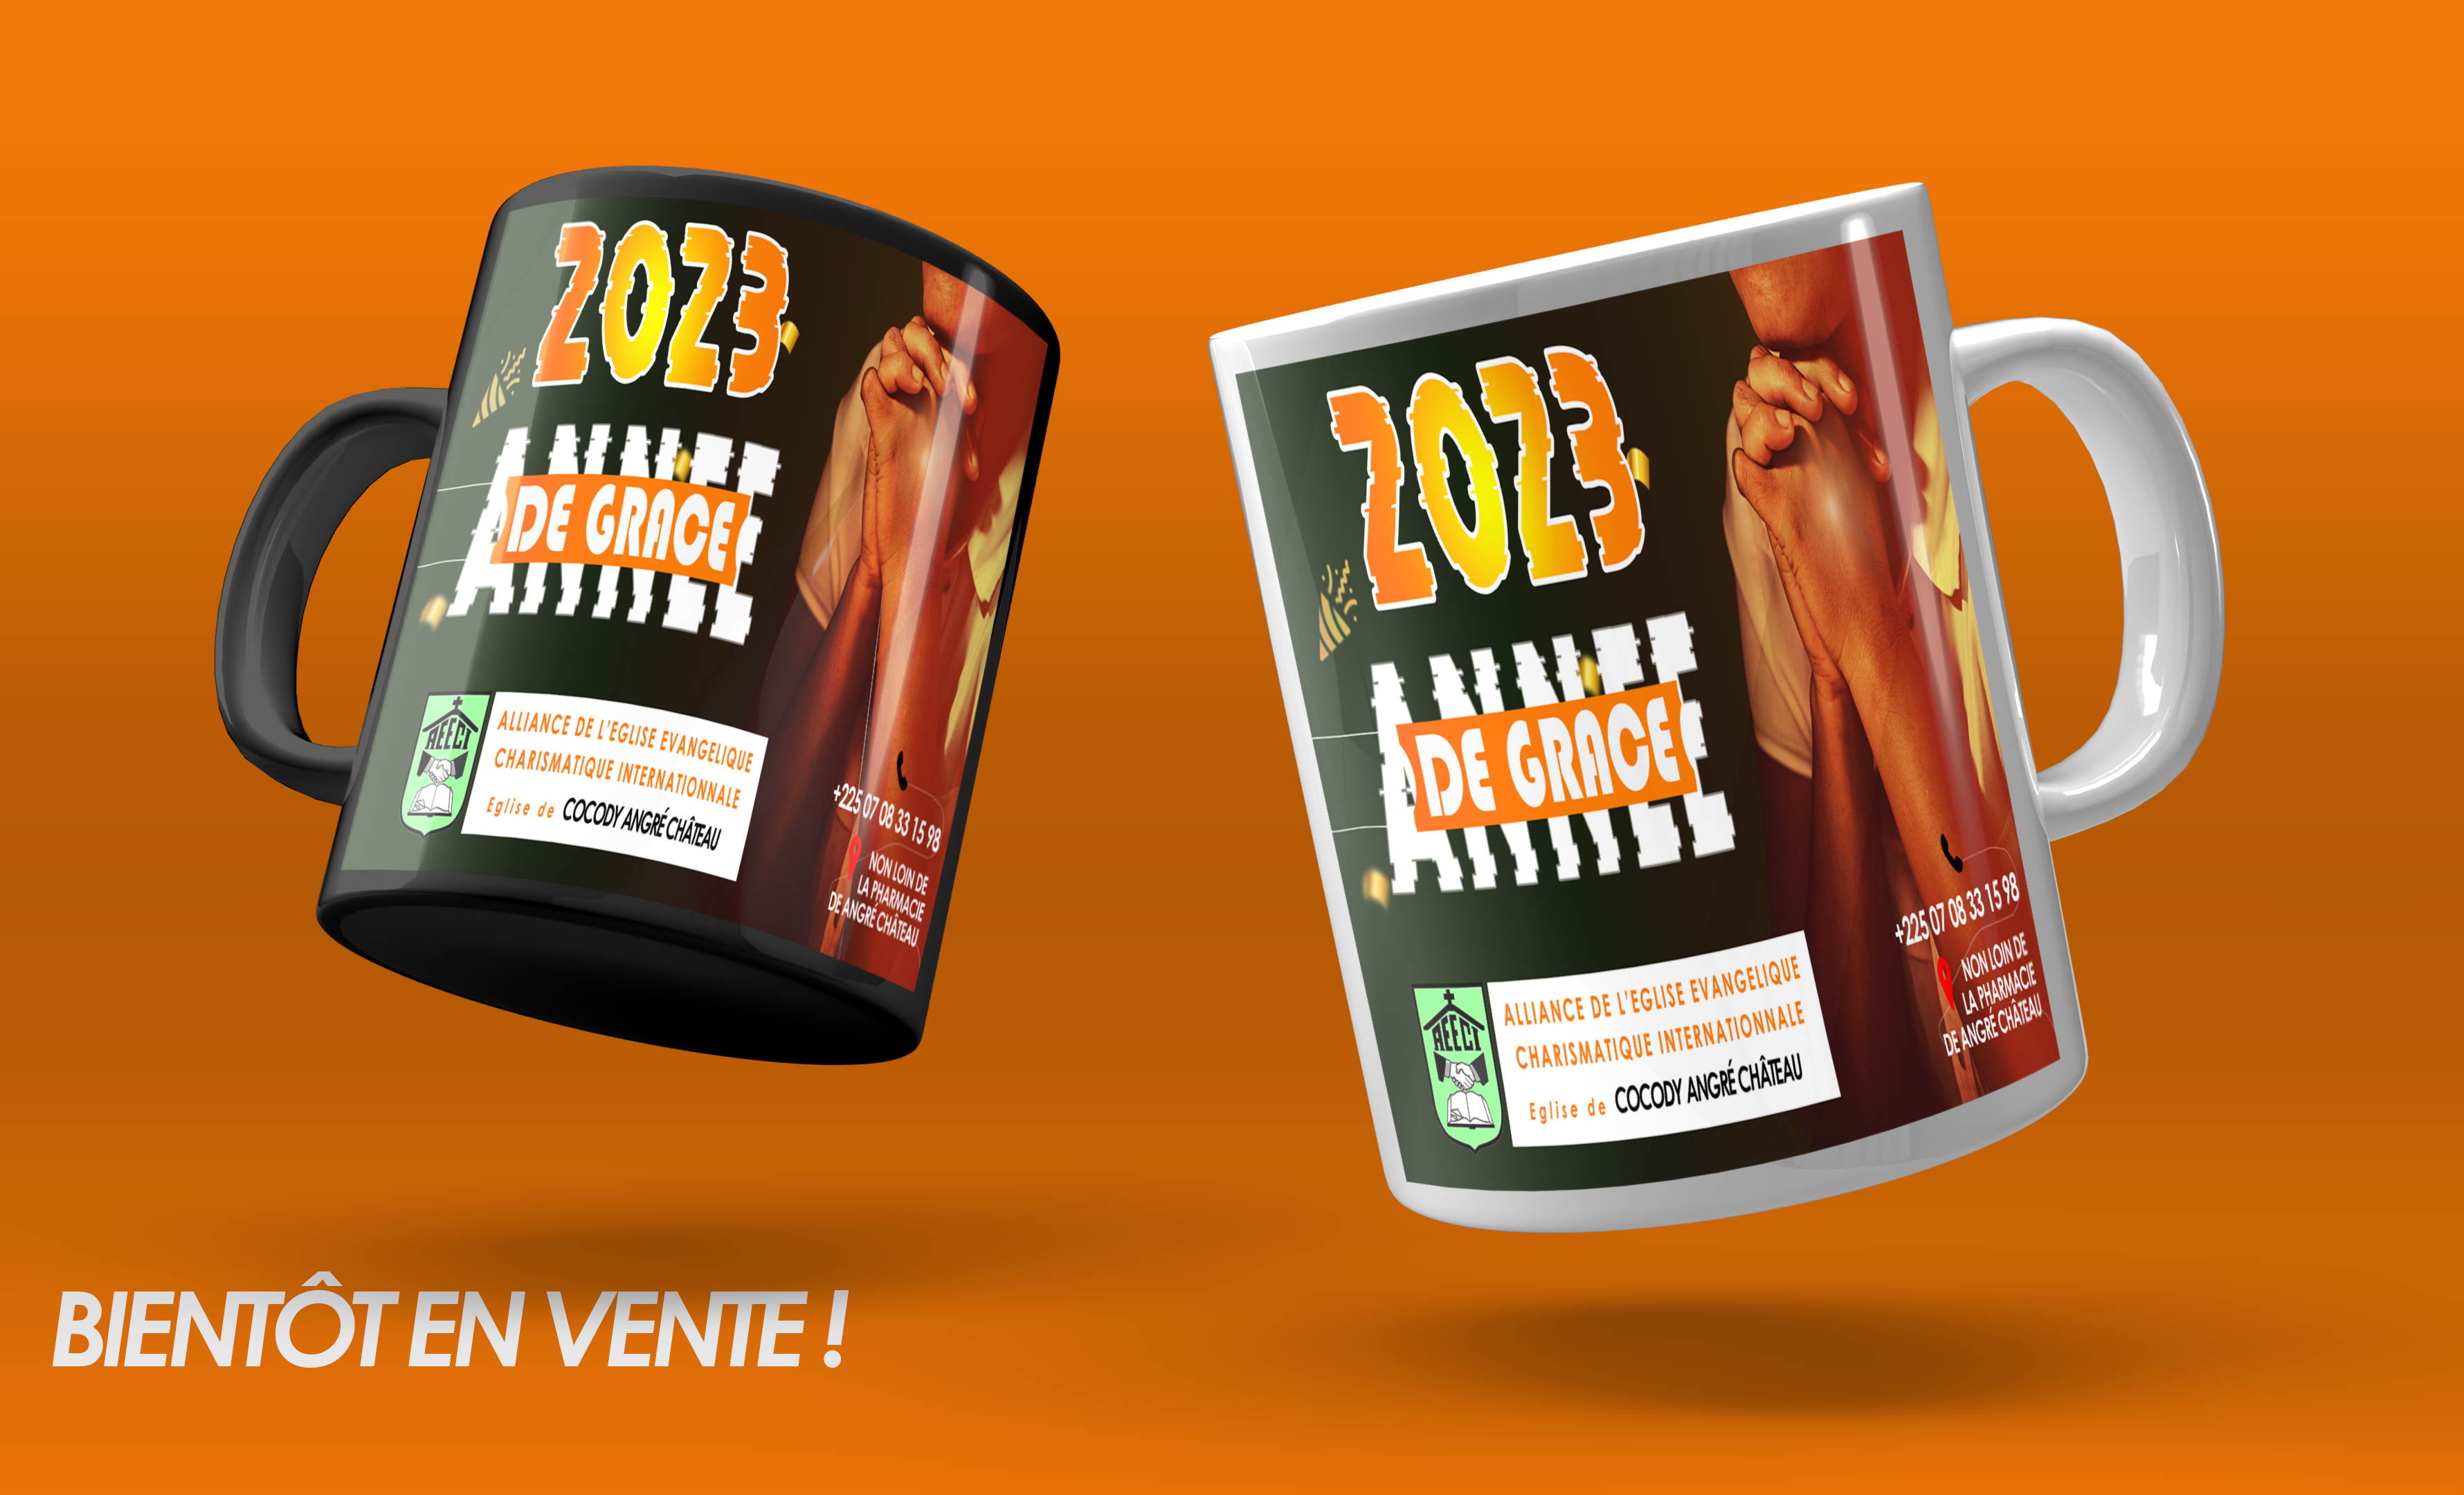 2023
ANNEE
DE GRACE
AEECI
ALLIANCE DE L'EGLISE EVANGELIQUE
CHARISMATIQUE INTERNATIONNALE
Eglise de COCODY ANGRÉ CHÂTEAU
+225 07 08 33 15 98
NON LOIN DE
LA PHARMACIE
DE ANGRÉ CHÂTEAU
2023
ANNEE
DE GRACE
AEECI
ALLIANCE DE L'EGLISE EVANGELIQUE
CHARISMATIQUE INTERNATIONNALE
Eglise de COCODY ANGRÉ CHÂTEAU
+225 07 08 33 15 98
NON LOIN DE
LA PHARMACIE
DE ANGRÉ CHÂTEAU
BIENTÔT EN VENTE !